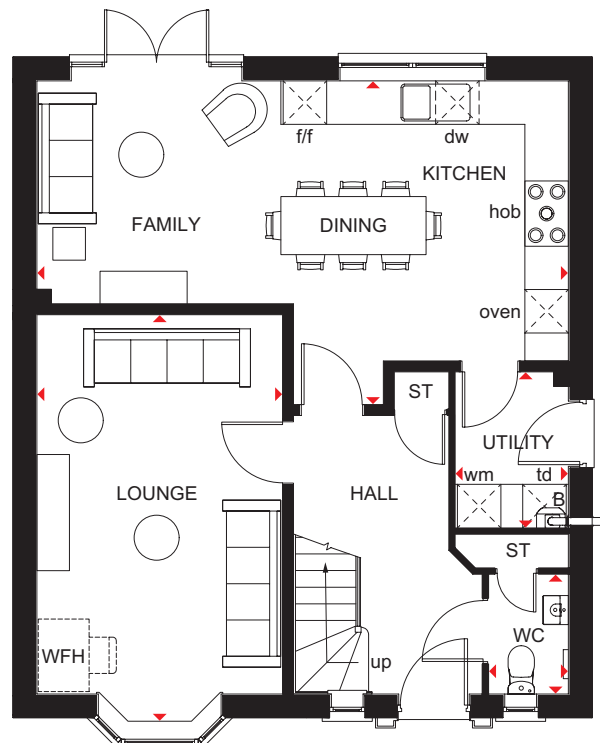 f/f
dw
KITCHEN
hob
FAMILY
DINING
oven
ST
UTILITY
wm
td
LOUNGE
HALL
B
ST
WC
WFH
up